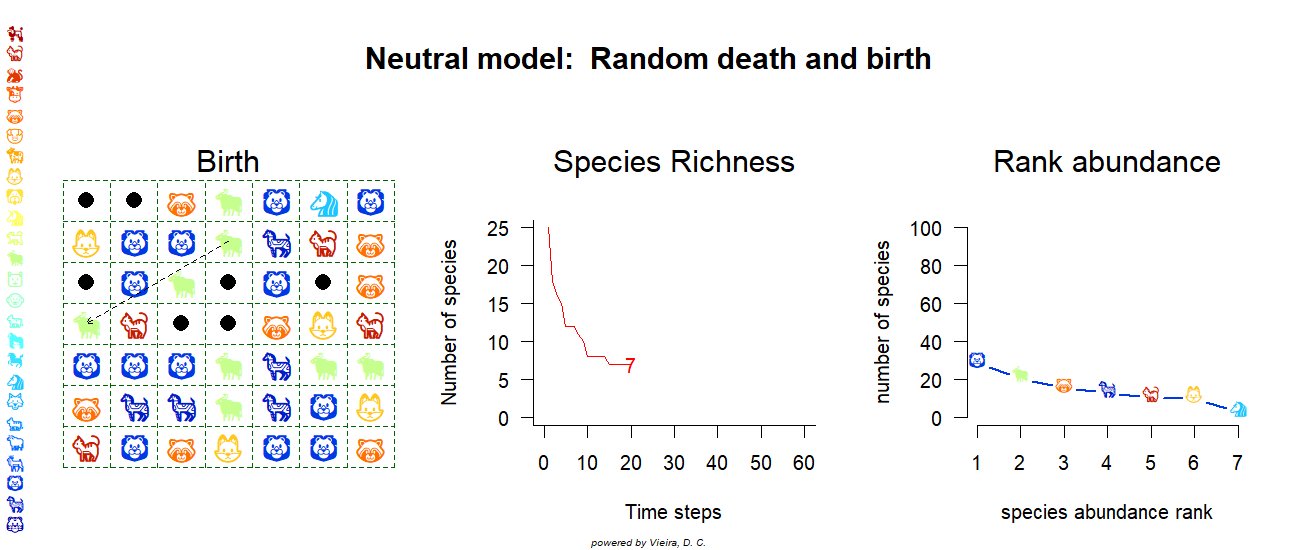 Neutral model:  Random death and birth
Birth
Species Richness
Rank abundance
Number of species
25
20
15
10
5
0
7
0 10 20 30 40 50 60
Time steps
number of species
100
80
60
40
20
0
1 2 3 4 5 6 7
species abundance rank
powered by Vieira, D. C.